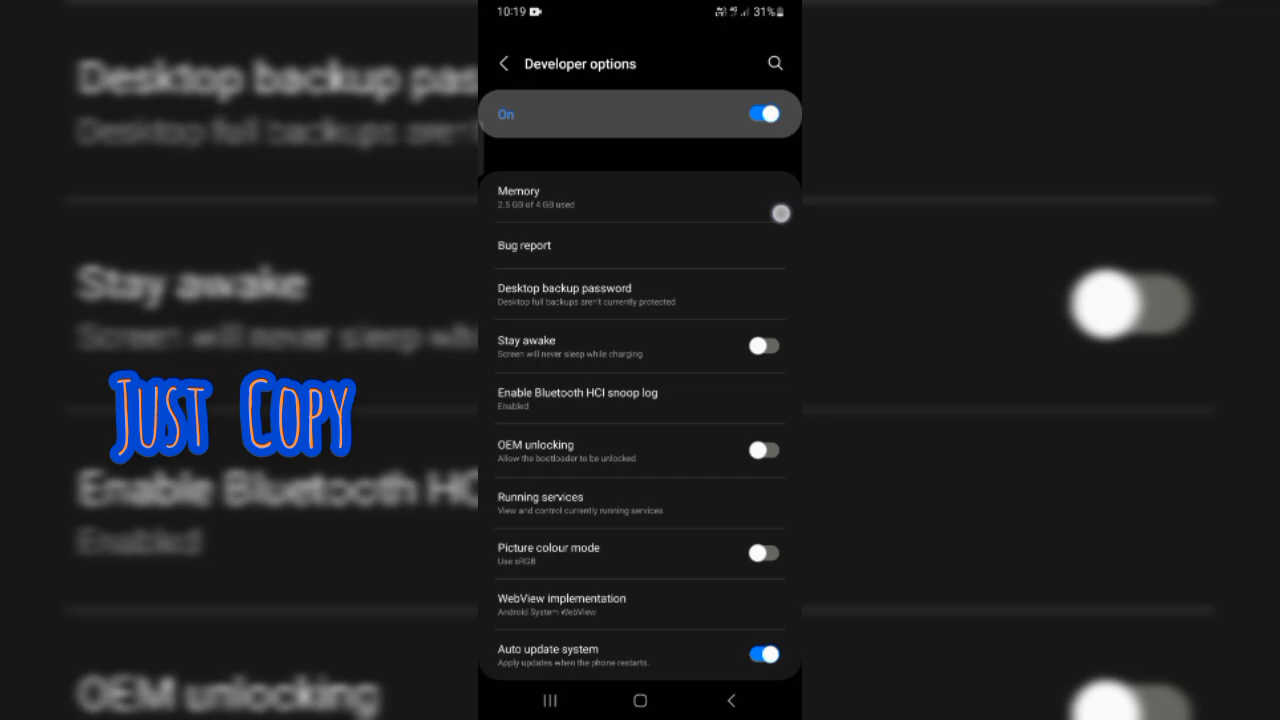 10:19
31%
Developer options
On
Memory
2.5 GB of 4 GB used
Bug report
Desktop backup password
Desktop full backups aren't currently protected
Stay awake
Screen will never sleep while charging
Enable Bluetooth HCI snoop log
Enabled
OEM unlocking
Allow the bootloader to be unlocked
Running services
View and control currently running services
Picture colour mode
Use sRGB
WebView implementation
Android System WebView
Auto update system
Apply updates when the phone restarts.
Desktop backup pas
Desktop full backups aren't
Stay awake
Screen will never sleep whi
Just Copy
Enable Bluetooth HC
Enabled
OEM unlocking